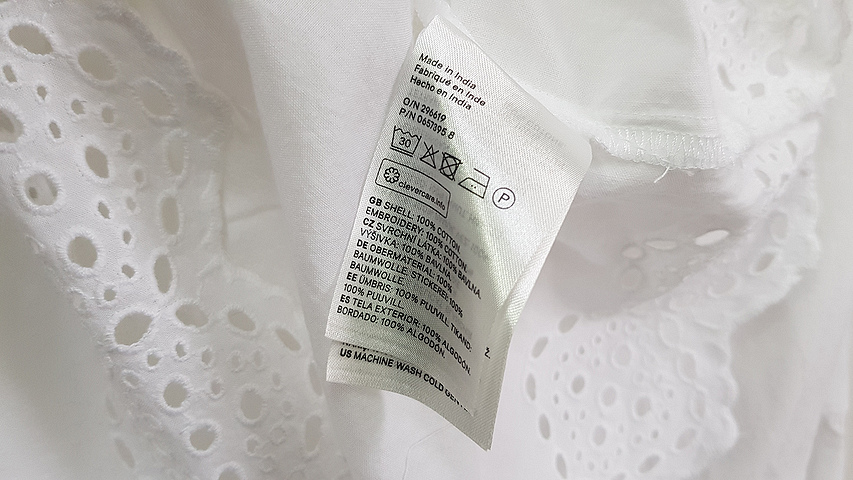 Made in India
Fabriqué en Inde
Hecho en India
O/N 296619
P/N 0657395 8
30
P
clevercare.info
GB SHELL: 100% COTTON.
EMBROIDERY: 100% COTTON.
CZ SVRCHNÍ LÁTKA: 100% BAVLNA.
VÝŠIVKA: 100% BAVLNA.
DE OBERMATERIAL: 100%
BAUMWOLLE. STICKEREI: 100%
BAUMWOLLE.
EE ÜMBRIS: 100% PUUVILL. TIKAND:
100% PUUVILL.
ES TELA EXTERIOR: 100% ALGODÓN.
BORDADO: 100% ALGODÓN.
2.
US MACHINE WASH COLD